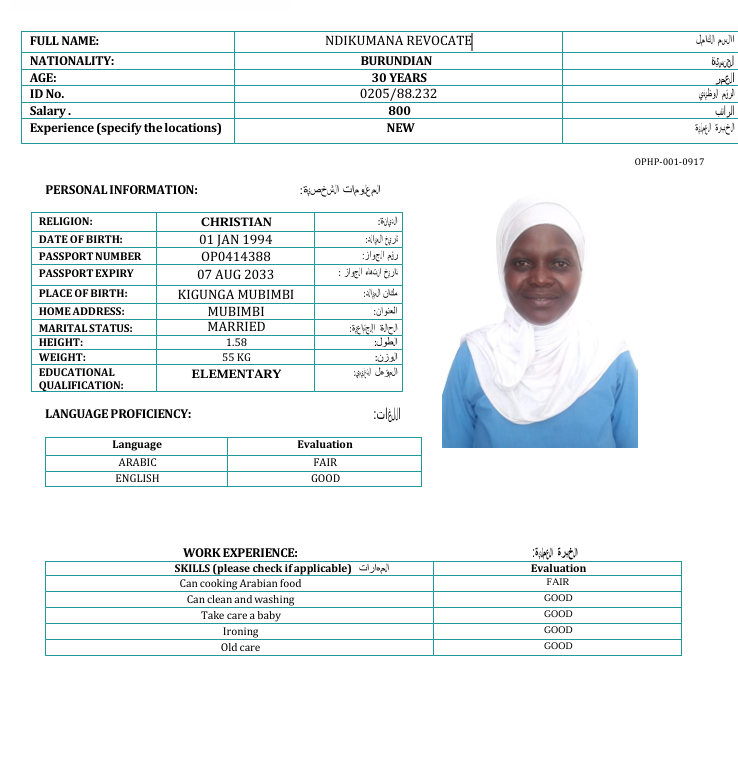 FULL NAME: NDIKUMANA REVOCATE الاسم الكامل
NATIONALITY: BURUNDIAN الجنسية
AGE: 30 YEARS العمر
ID No. 0205/88.232 الرقم الوظيفي
Salary . 800 الراتب
Experience (specify the locations) NEW الخبرة العملية
OPHP-001-0917
PERSONAL INFORMATION: المعلومات الشخصية:
RELIGION: CHRISTIAN الديانة:
DATE OF BIRTH: 01 JAN 1994 تاريخ الميلاد:
PASSPORT NUMBER OP0414388 رقم الجواز:
PASSPORT EXPIRY 07 AUG 2033 تاريخ انتهاء الجواز :
PLACE OF BIRTH: KIGUNGA MUBIMBI مكان الميلاد:
HOME ADDRESS: MUBIMBI العنوان:
MARITAL STATUS: MARRIED الحالة الاجتماعية:
HEIGHT: 1.58 الطول:
WEIGHT: 55 KG الوزن:
EDUCATIONAL QUALIFICATION: ELEMENTARY المؤهل
LANGUAGE PROFICIENCY: اللغات:
Language Evaluation
ARABIC FAIR
ENGLISH GOOD
WORK EXPERIENCE: الخبرة العملية:
SKILLS (please check if applicable) المهارات Evaluation
Can cooking Arabian food FAIR
Can clean and washing GOOD
Take care a baby GOOD
Ironing GOOD
Old care GOOD